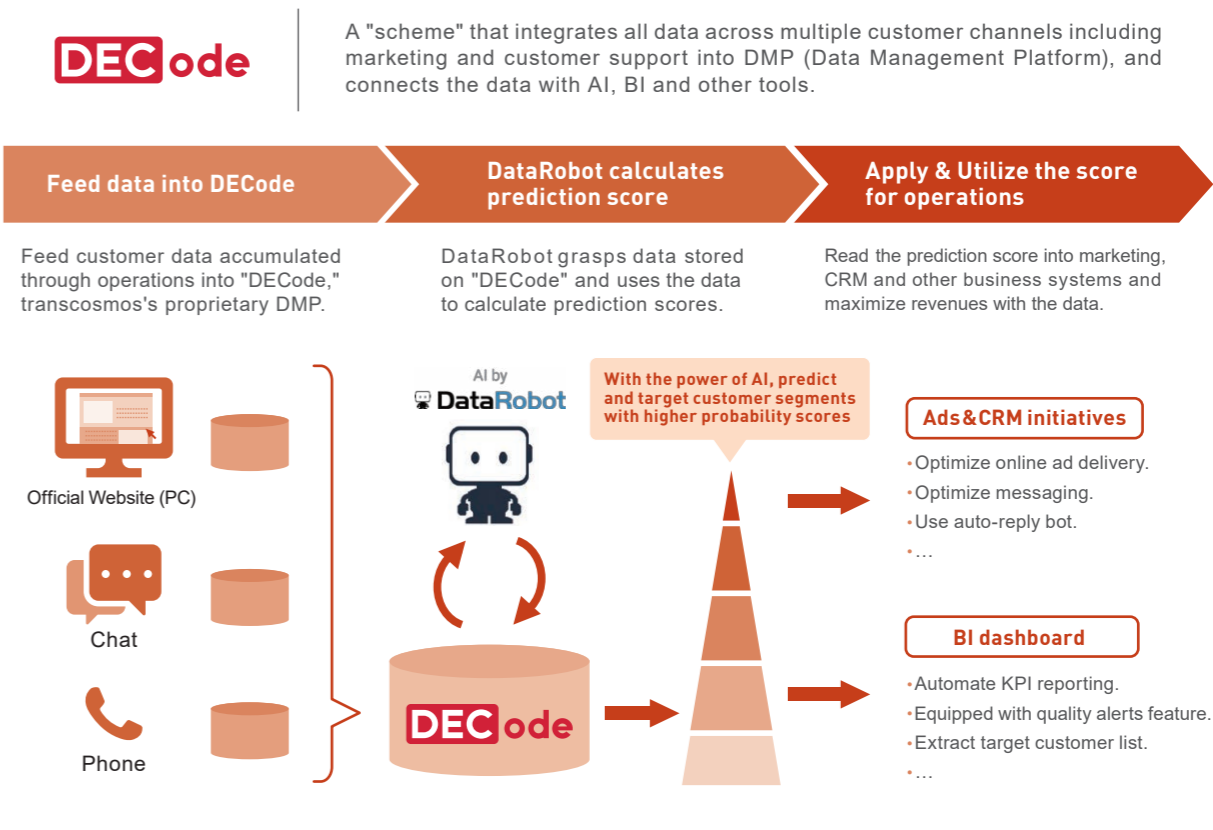 DECode
A "scheme" that integrates all data across multiple customer channels including
marketing and customer support into DMP (Data Management Platform), and
connects the data with AI, BI and other tools.
Feed data into DECode
DataRobot calculates
prediction score
Apply & Utilize the score
for operations
Feed customer data accumulated
through operations into "DECode,"
transcosmos's proprietary DMP.
DataRobot grasps data stored
on "DECode" and uses the data
to calculate prediction scores.
Read the prediction score into marketing,
CRM and other business systems and
maximize revenues with the data.
Official Website (PC)
Chat
Phone
AI by
DataRobot
DECode
With the power of AI, predict
and target customer segments
with higher probability scores
Ads&CRM initiatives
・Optimize online ad delivery.
・Optimize messaging.
・Use auto-reply bot.
・…
BI dashboard
・Automate KPI reporting.
・Equipped with quality alerts feature.
・Extract target customer list.
・…